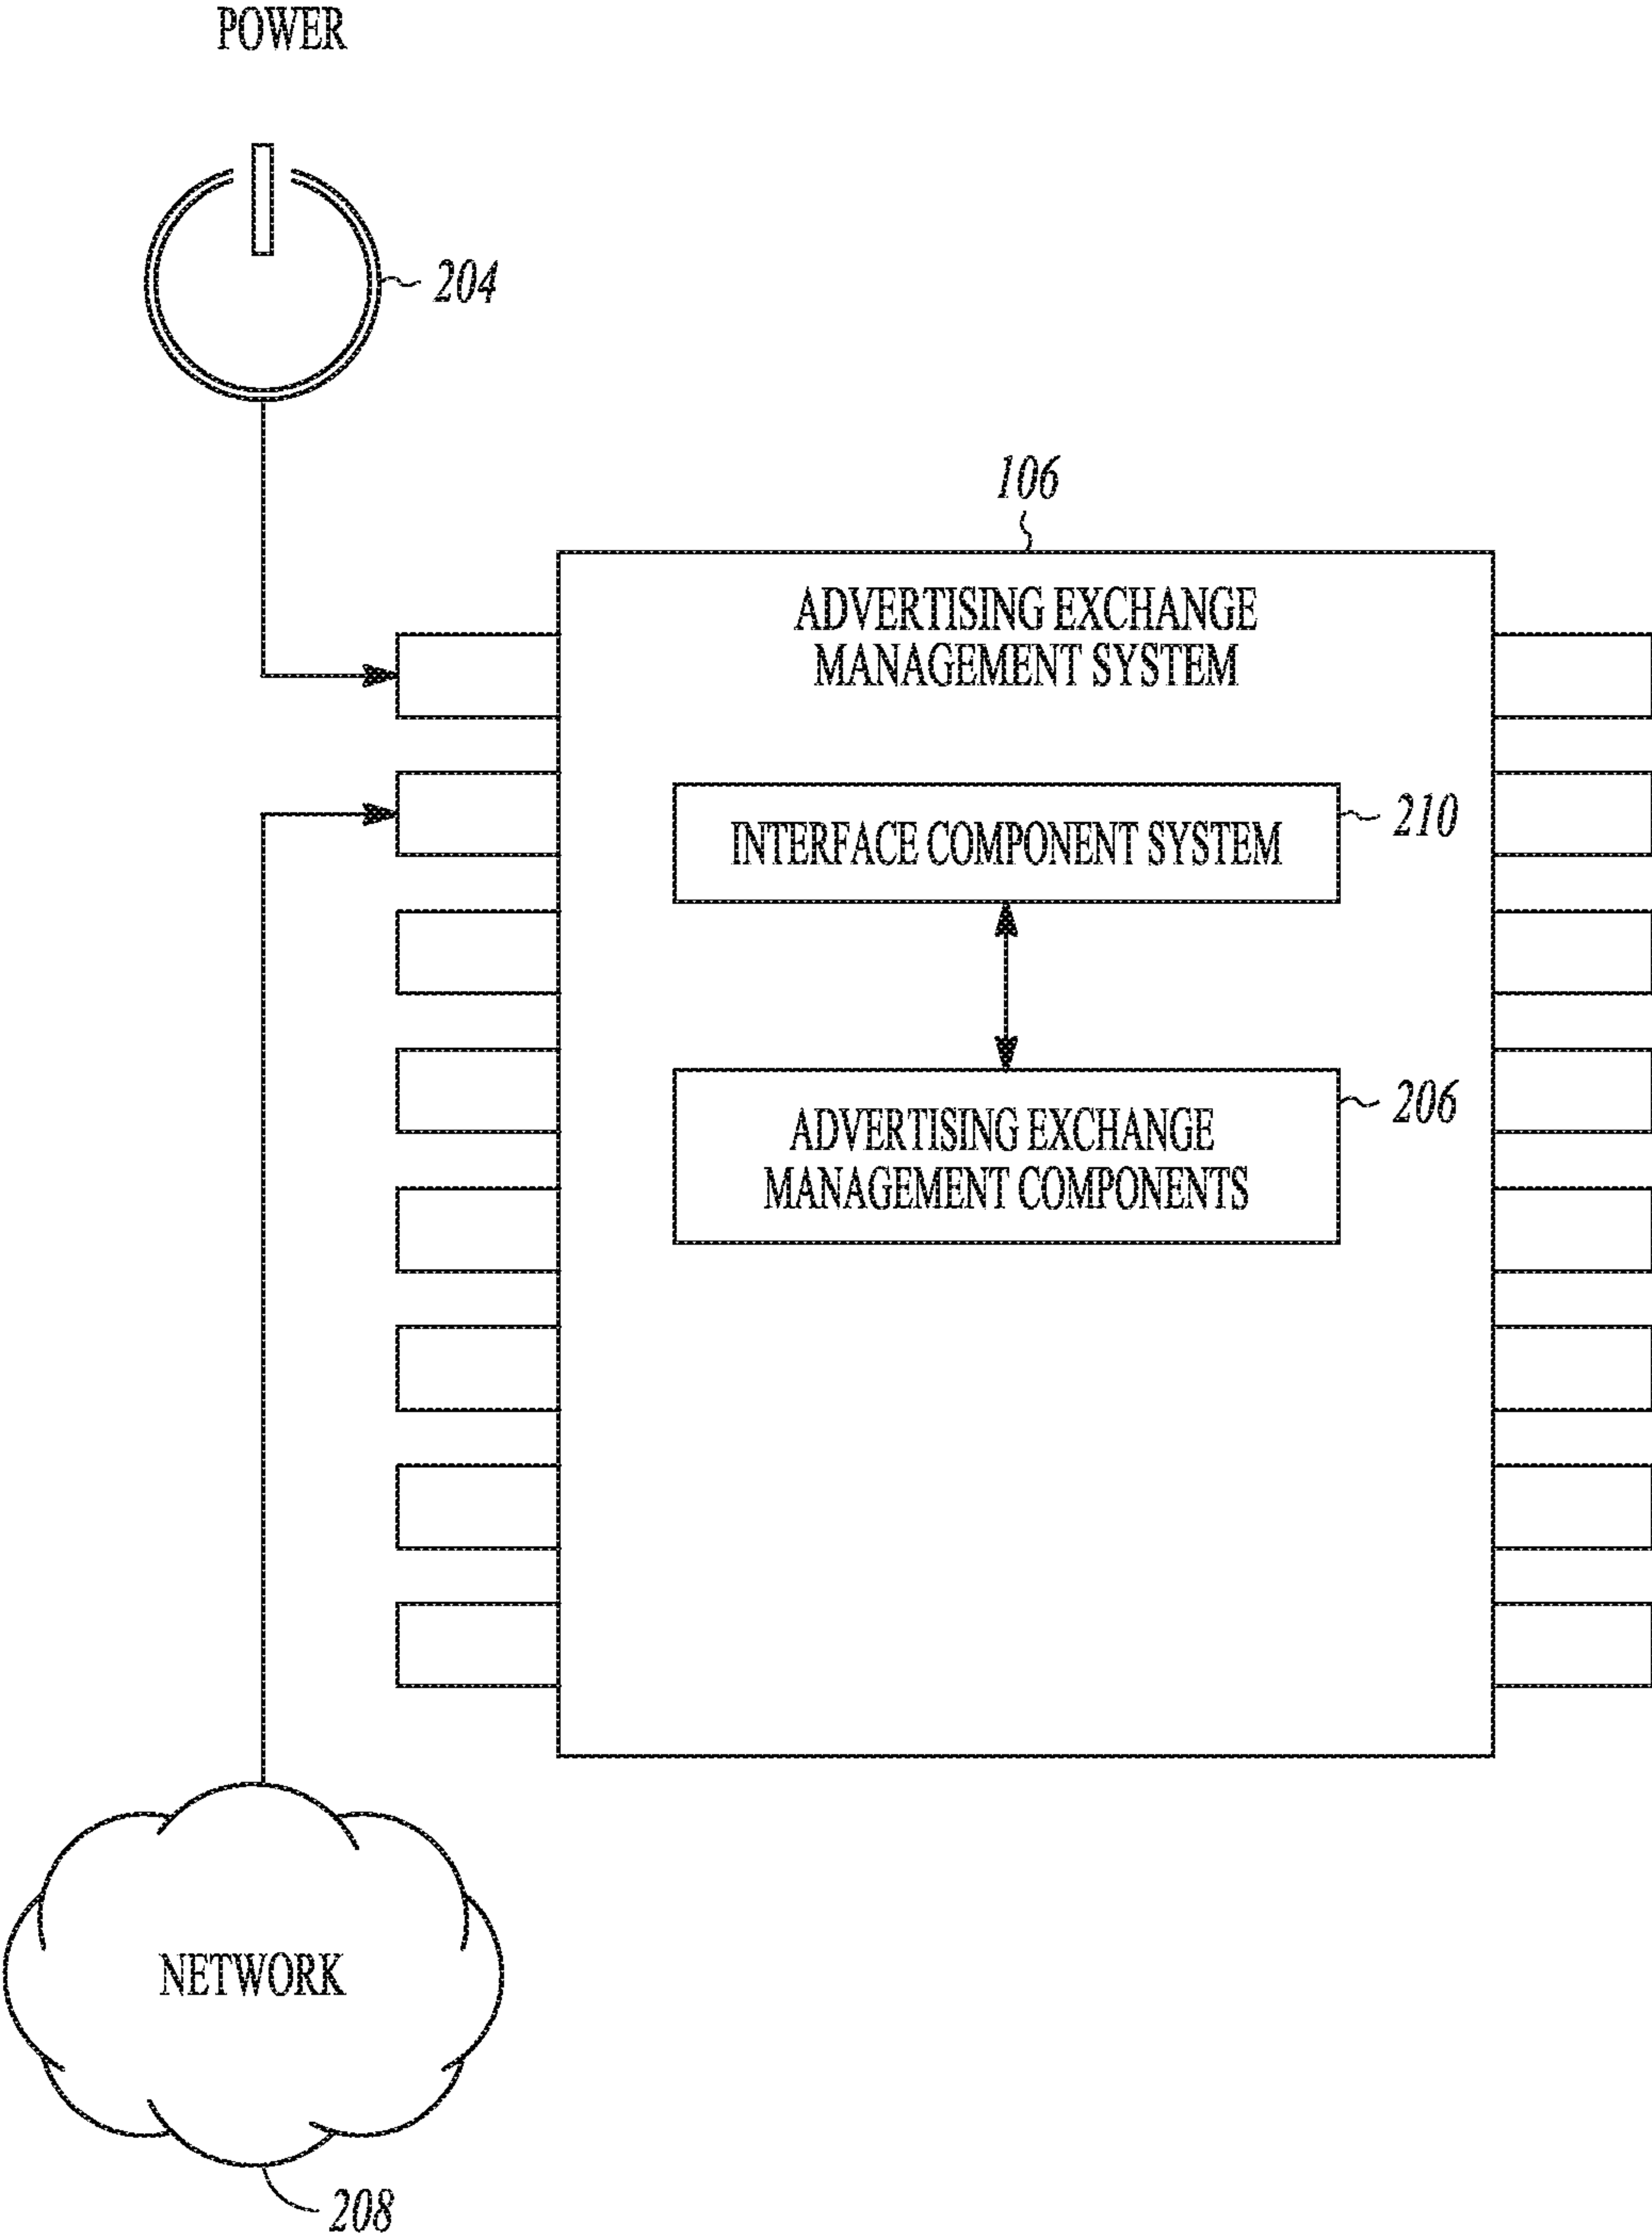 POWER
204
106
ADVERTISING EXCHANGE
MANAGEMENT SYSTEM
INTERFACE COMPONENT SYSTEM
210
ADVERTISING EXCHANGE
MANAGEMENT COMPONENTS
206
NETWORK
208